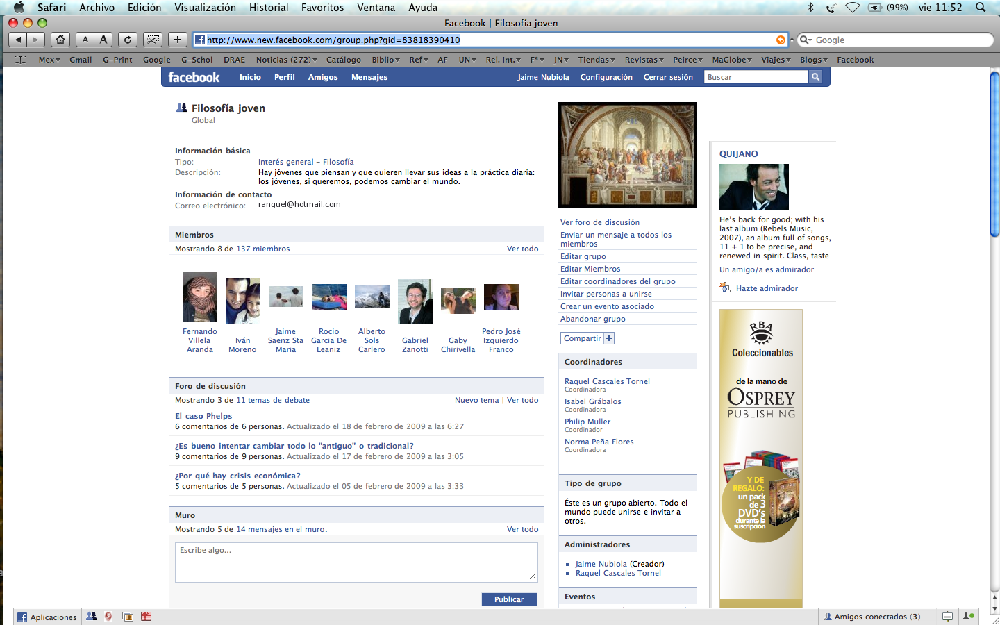 Safari Archivo Edición Visualización Historial Favoritos Ventana Ayuda (99%) vie 11:52
Facebook | Filosofía joven
A A http://www.new.facebook.com/group.php?gid=83818390410 Google
Mex Gmail G-Print Google G-Schol DRAE Noticias (272) Catálogo Biblio Ref AF UN Rel. Int. Fª JN Tiendas Revistas Peirce MaGlobe Viajes Blogs Facebook
facebook Inicio Perfil Amigos Mensajes Jaime Nubiola Configuración Cerrar sesión Buscar
Filosofía joven
Global
Información básica
Tipo: Interés general - Filosofía
Descripción: Hay jóvenes que piensan y que quieren llevar sus ideas a la práctica diaria:
los jóvenes, si queremos, podemos cambiar el mundo.
Información de contacto
Correo electrónico: ranguel@hotmail.com
Miembros
Mostrando 8 de 137 miembros Ver todo
Fernando
Villela
Aranda
Iván
Moreno
Jaime
Saenz Sta
Maria
Rocio
Garcia De
Leaniz
Alberto
Sols
Carlero
Gabriel
Zanotti
Gaby
Chirivella
Pedro José
Izquierdo
Franco
Foro de discusión
Mostrando 3 de 11 temas de debate Nuevo tema | Ver todo
El caso Phelps
6 comentarios de 6 personas. Actualizado el 18 de febrero de 2009 a las 6:27
¿Es bueno intentar cambiar todo lo "antiguo" o tradicional?
9 comentarios de 9 personas. Actualizado el 17 de febrero de 2009 a las 3:05
¿Por qué hay crisis económica?
5 comentarios de 5 personas. Actualizado el 05 de febrero de 2009 a las 3:33
Muro
Mostrando 5 de 14 mensajes en el muro. Ver todo
Escribe algo...
Publicar
Ver foro de discusión
Enviar un mensaje a todos los
miembros
Editar grupo
Editar Miembros
Editar coordinadores del grupo
Invitar personas a unirse
Crear un evento asociado
Abandonar grupo
Compartir +
Coordinadores
Raquel Cascales Tornel
Coordinadora
Isabel Grábalos
Coordinadora
Philip Muller
Coordinador
Norma Peña Flores
Coordinadora
Tipo de grupo
Éste es un grupo abierto. Todo el
mundo puede unirse e invitar a
otros.
Administradores
Jaime Nubiola (Creador)
Raquel Cascales Tornel
Eventos
QUIJANO
He's back for good; with his
last album (Rebels Music,
2007), an album full of songs,
11 + 1 to be precise, and
renewed in spirit. Class, taste
Un amigo/a es admirador
Hazte admirador
RBA
Coleccionables
de la mano de
OSPREY
PUBLISHING
Y DE
REGALO:
un pack
de 3
DVD's
durante la
suscripción
Aplicaciones Amigos conectados (3)